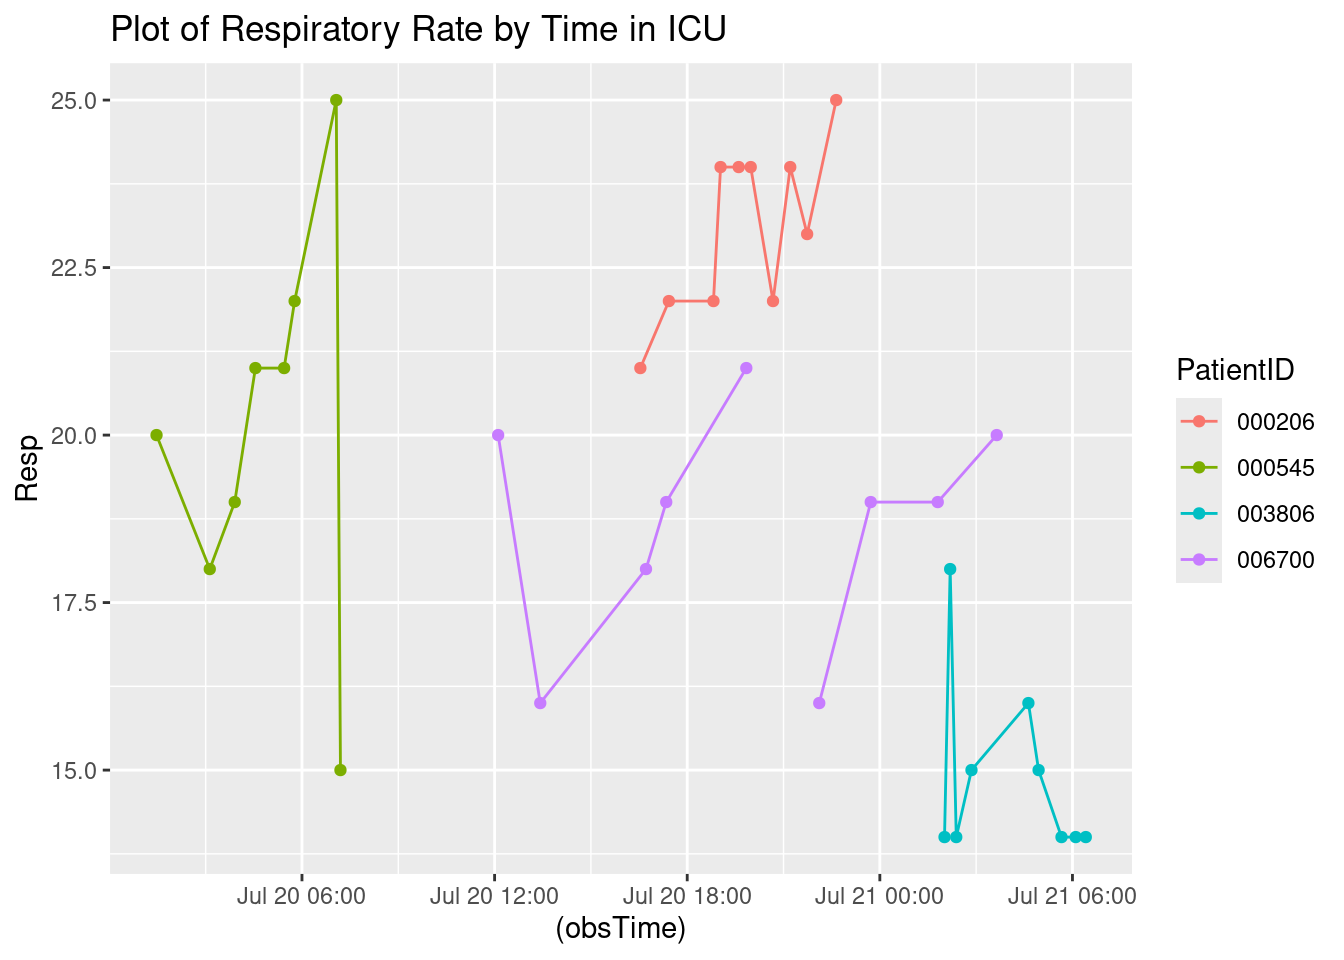 Plot of Respiratory Rate by Time in ICU
25.0
22.5
20.0
17.5
15.0
Resp
Jul 20 06:00 Jul 20 12:00 Jul 20 18:00 Jul 21 00:00 Jul 21 06:00
(obsTime)
PatientID
000206
000545
003806
006700